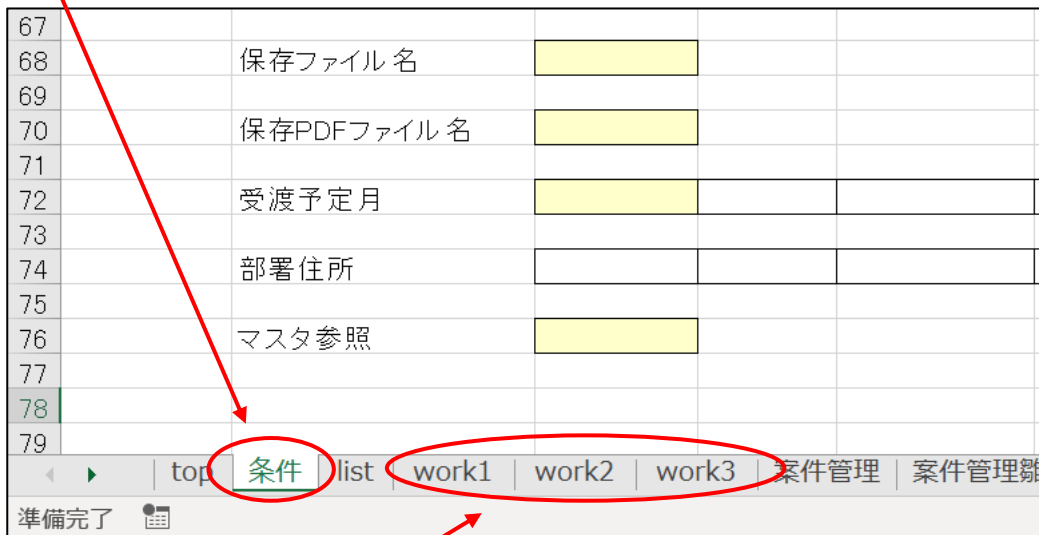 67
68 保存ファイル名
69
70 保存PDFファイル名
71
72 受渡予定月
73
74 部署住所
75
76 マスタ参照
77
78
79
top 条件 list work1 work2 work3 案件管理 案件管理雛
準備完了